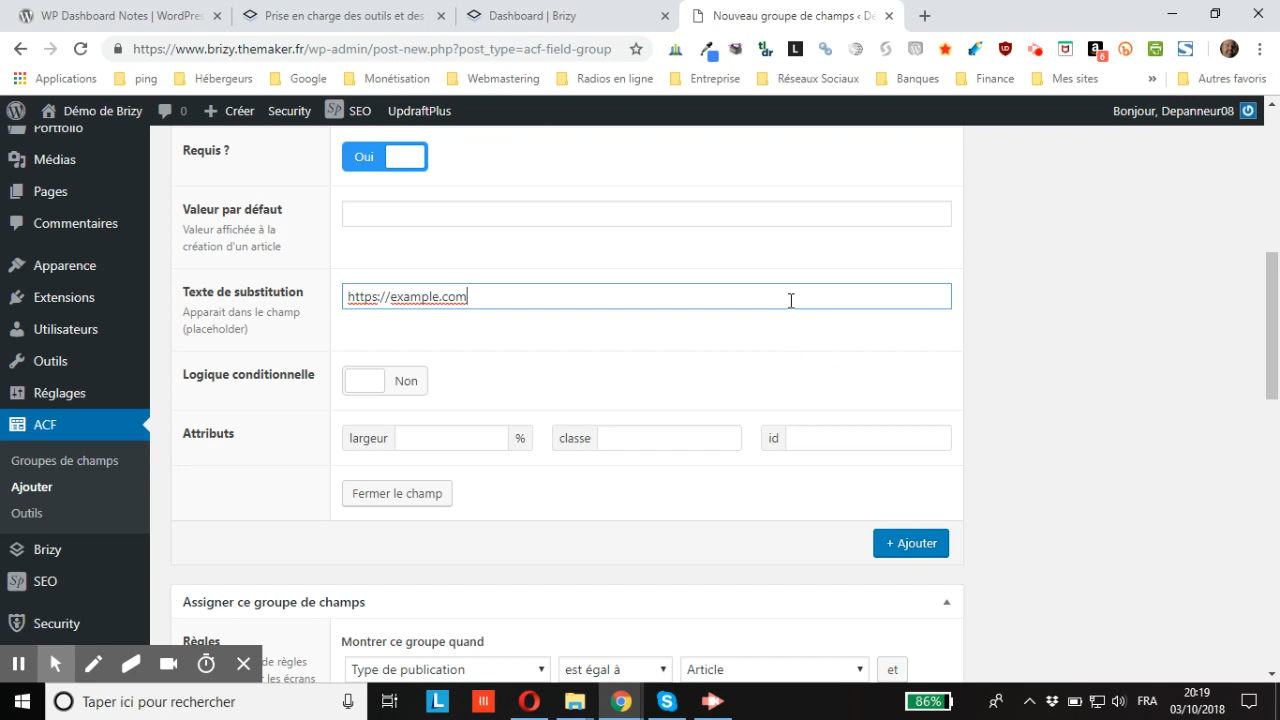 WP Dashboard Notes | WordPre
Prise en charge des outils et des
Dashboard | Brizy
Nouveau groupe de champs ‹ Dé
https://www.brizy.themaker.fr/wp-admin/post-new.php?post_type=acf-field-group
Applications
ping
Hébergeurs
Google
Monétisation
Webmastering
Radios en ligne
Entreprise
Réseaux Sociaux
Banques
Finance
Mes sites
Autres favoris
Démo de Brizy
0
Créer
Security
SEO
UpdraftPlus
Bonjour, Depanneur08
Portfolio
Médias
Pages
Commentaires
Apparence
Extensions
Utilisateurs
Outils
Réglages
ACF
Groupes de champs
Ajouter
Outils
Brizy
SEO
Security
Requis ?
Oui
Valeur par défaut
Valeur affichée à la
création d'un article
Texte de substitution
Apparait dans le champ
(placeholder)
https://example.com
Logique conditionnelle
Non
Attributs
largeur
%
classe
id
Fermer le champ
+ Ajouter
Assigner ce groupe de champs
Règles
de règles
les écrans
Montrer ce groupe quand
Type de publication
est égal à
Article
et
Taper ici pour rechercher
86%
FRA
20:19
03/10/2018